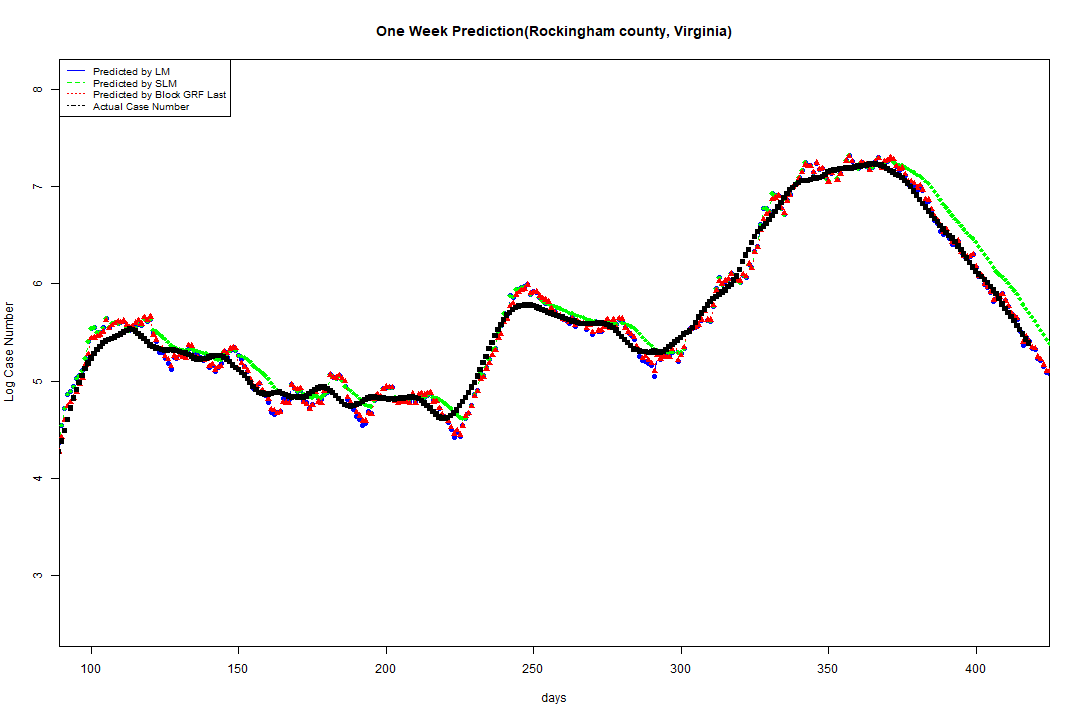 One Week Prediction(Rockingham county, Virginia)
Predicted by LM
Predicted by SLM
Predicted by Block GRF Last
Actual Case Number
8
7
6
5
4
3
Log Case Number
100 150 200 250 300 350 400
days